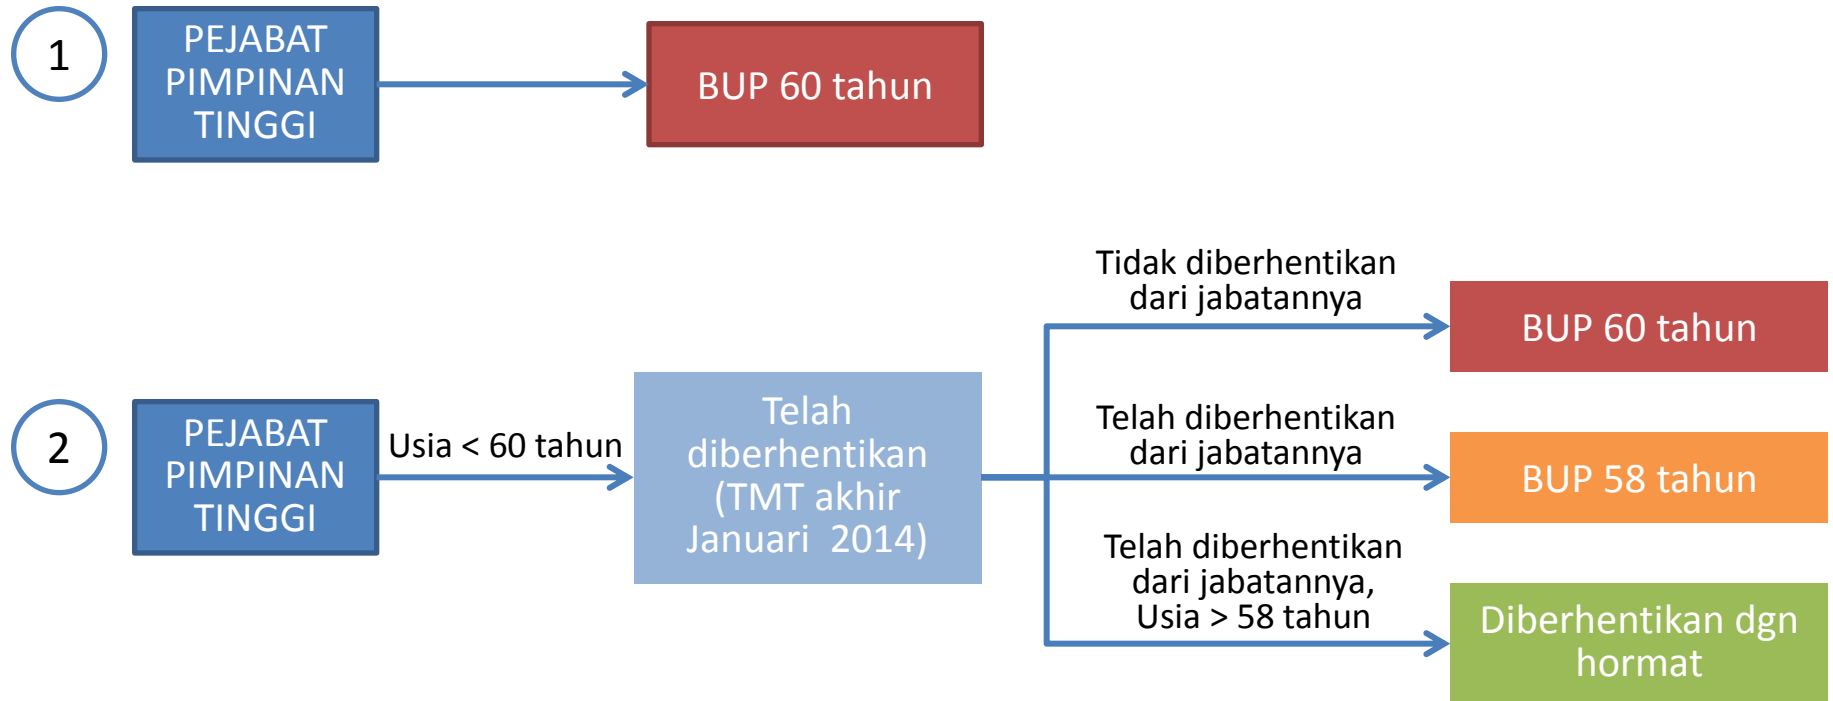 1
PEJABAT
PIMPINAN
TINGGI
BUP 60 tahun
2
PEJABAT
PIMPINAN
TINGGI
Usia < 60 tahun
Telah
diberhentikan
(TMT akhir
Januari 2014)
Tidak diberhentikan
dari jabatannya
BUP 60 tahun
Telah diberhentikan
dari jabatannya
BUP 58 tahun
Telah diberhentikan
dari jabatannya,
Usia > 58 tahun
Diberhentikan dgn
hormat